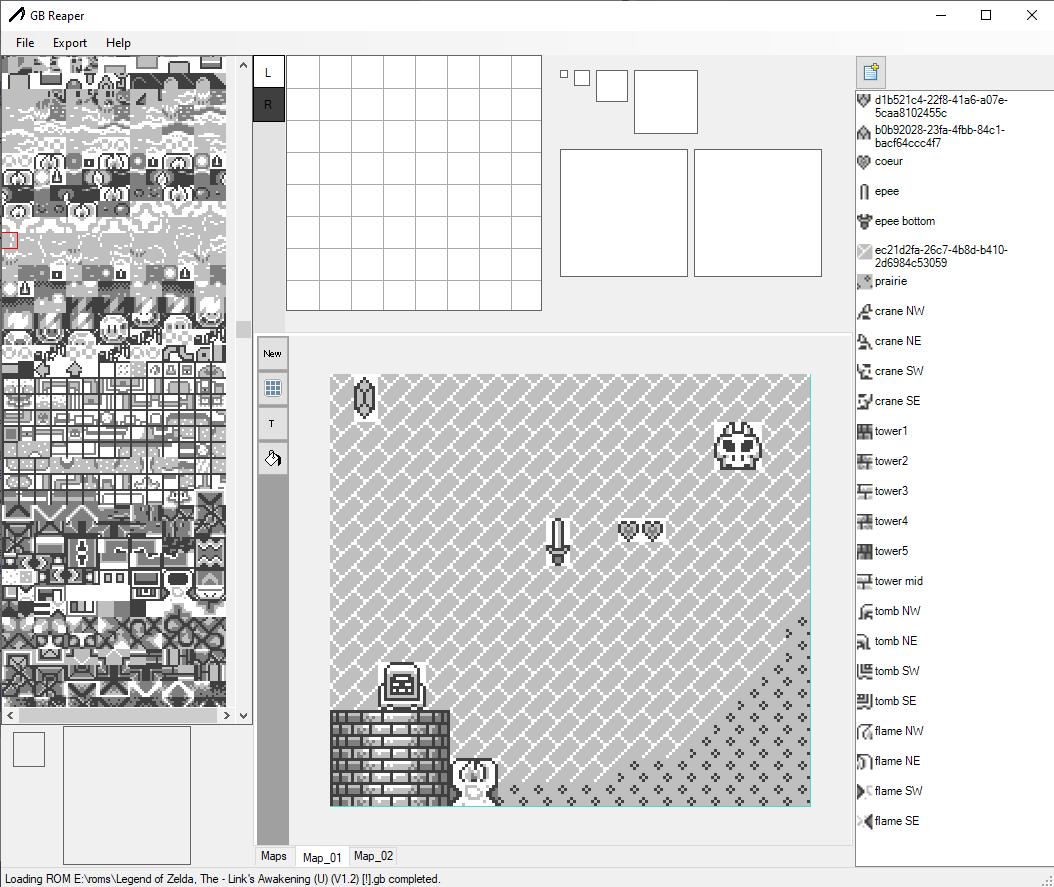 GB Reaper
File Export Help
L
R
New
T
d1b521c4-22f8-41a6-a07e-
5caa8102455c
b0b92028-23fa-4fbb-84c1-
bacf64ccc4f7
coeur
epee
epee bottom
ec21d2fa-26c7-4b8d-b410-
2d6984c53059
prairie
crane NW
crane NE
crane SW
crane SE
tower1
tower2
tower3
tower4
tower5
tower mid
tomb NW
tomb NE
tomb SW
tomb SE
flame NW
flame NE
flame SW
flame SE
Maps Map_01 Map_02
Loading ROM E:\roms\Legend of Zelda, The - Link's Awakening (U) (V1.2) [!].gb completed.